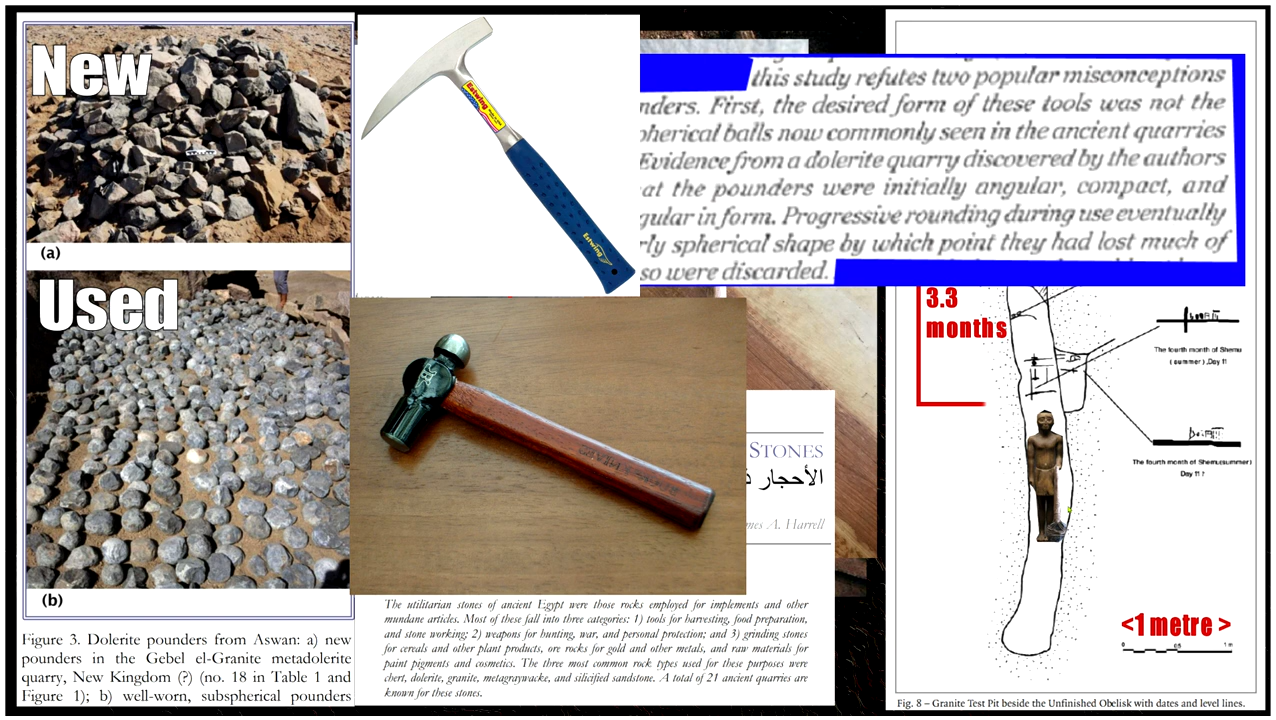 New
(a)
Used
(b)
Figure 3. Dolerite pounders from Aswan: a) new
pounders in the Gebel el-Granite metadolerite
quarry, New Kingdom (?) (no. 18 in Table 1 and
Figure 1); b) well-worn, subspherical pounders
Estwing
Estwing
this study refutes two popular misconceptions
nders. First, the desired form of these tools was not the
pherical balls now commonly seen in the ancient quarries
Evidence from a dolerite quarry discovered by the authors
at the pounders were initially angular, compact, and
gular in form. Progressive rounding during use eventually
rly spherical shape by which point they had lost much of
so were discarded.
STONES
الأحجار
mes A. Harrell
The utilitarian stones of ancient Egypt were those rocks employed for implements and other
mundane articles. Most of these fall into three categories: 1) tools for harvesting, food preparation,
and stone working; 2) weapons for hunting, war, and personal protection; and 3) grinding stones
for cereals and other plant products, ore rocks for gold and other metals, and raw materials for
paint pigments and cosmetics. The three most common rock types used for these purposes were
chert, dolerite, granite, metagraywacke, and silicified sandstone. A total of 21 ancient quarries are
known for these stones.
3.3
months
The fourth month of Shemu
(summer) ,Day 11
The fourth month of Shemu(summer)
Day 11 ?
<1 metre >
0 0,5 1 m
Fig. 8 – Granite Test Pit beside the Unfinished Obelisk with dates and level lines.